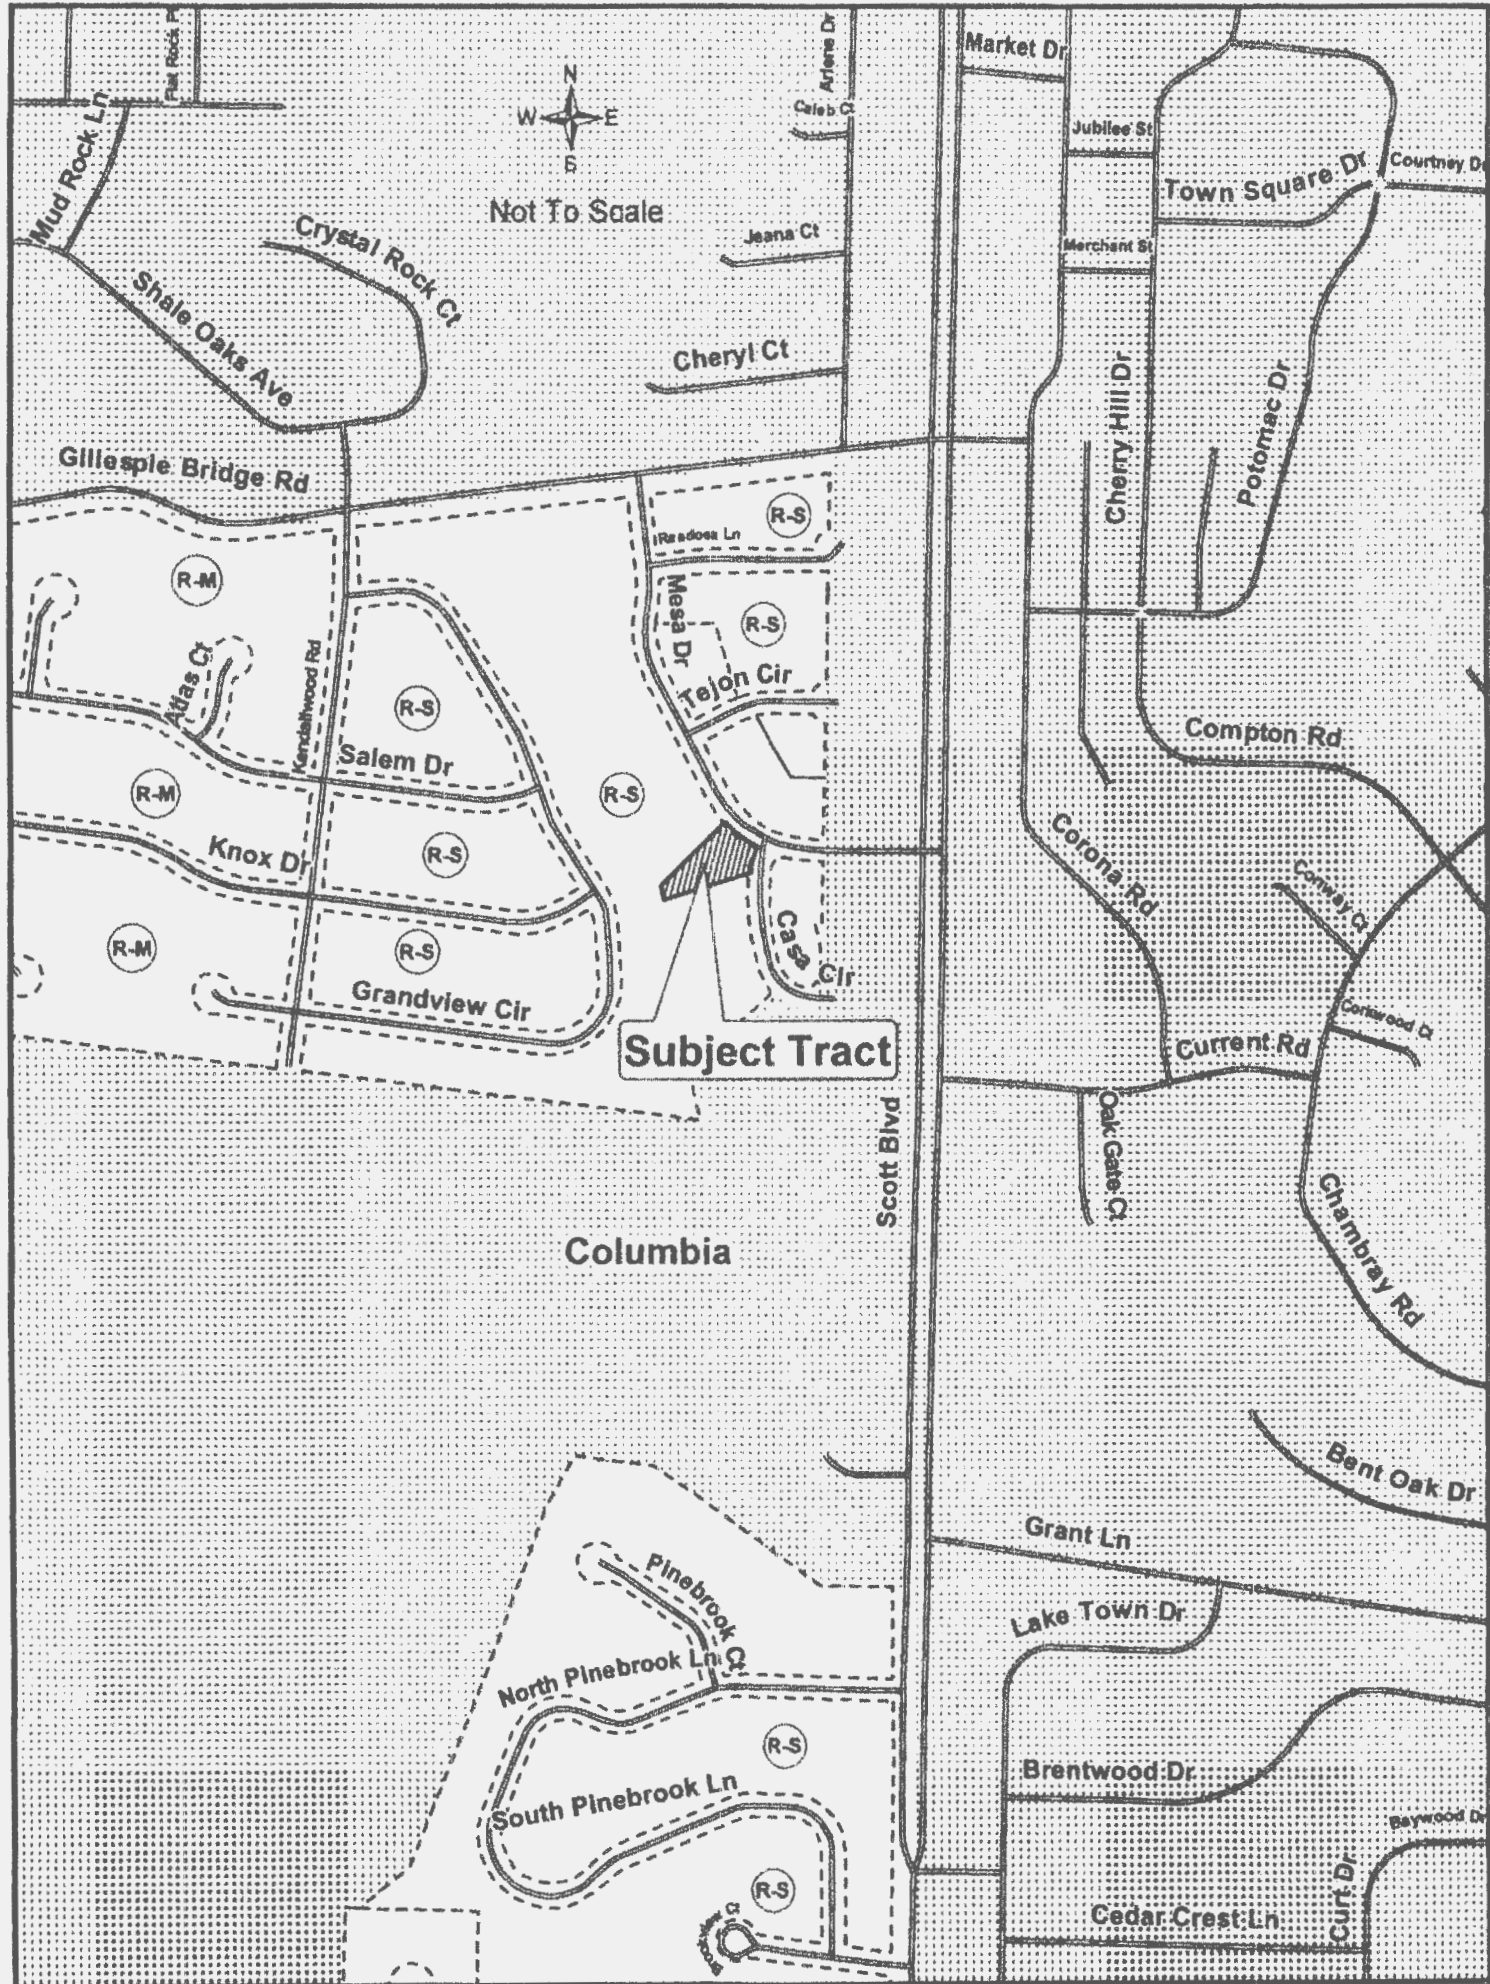 Flat Rock Pl
Arlene Dr
Market Dr
N
W E
S
Not To Scale
Caleb Ct
Jubilee St
Mud Rock Ln
Town Square Dr
Courtney Dr
Crystal Rock Ct
Jeana Ct
Merchant St
Shale Oaks Ave
Cheryl Ct
Cherry Hill Dr
Potomac Dr
Gillespie Bridge Rd
R-S
R-M
Mesa Dr
R-S
Atlas Ct
Kendallwood Rd
Tejon Cir
R-S
Salem Dr
Compton Rd
R-M
R-S
Corona Rd
Knox Dr
R-S
Conway Ct
R-M
R-S
Casa Cir
Grandview Cir
Corkwood Ct
Subject Tract
Current Rd
Scott Blvd
Oak Gate Ct
Columbia
Chambray Rd
Bent Oak Dr
Grant Ln
Pinebrook Ct
Lake Town Dr
North Pinebrook Ln
R-S
Brentwood Dr
South Pinebrook Ln
Baywood Dr
R-S
Curt Dr
Cedar Crest Ln